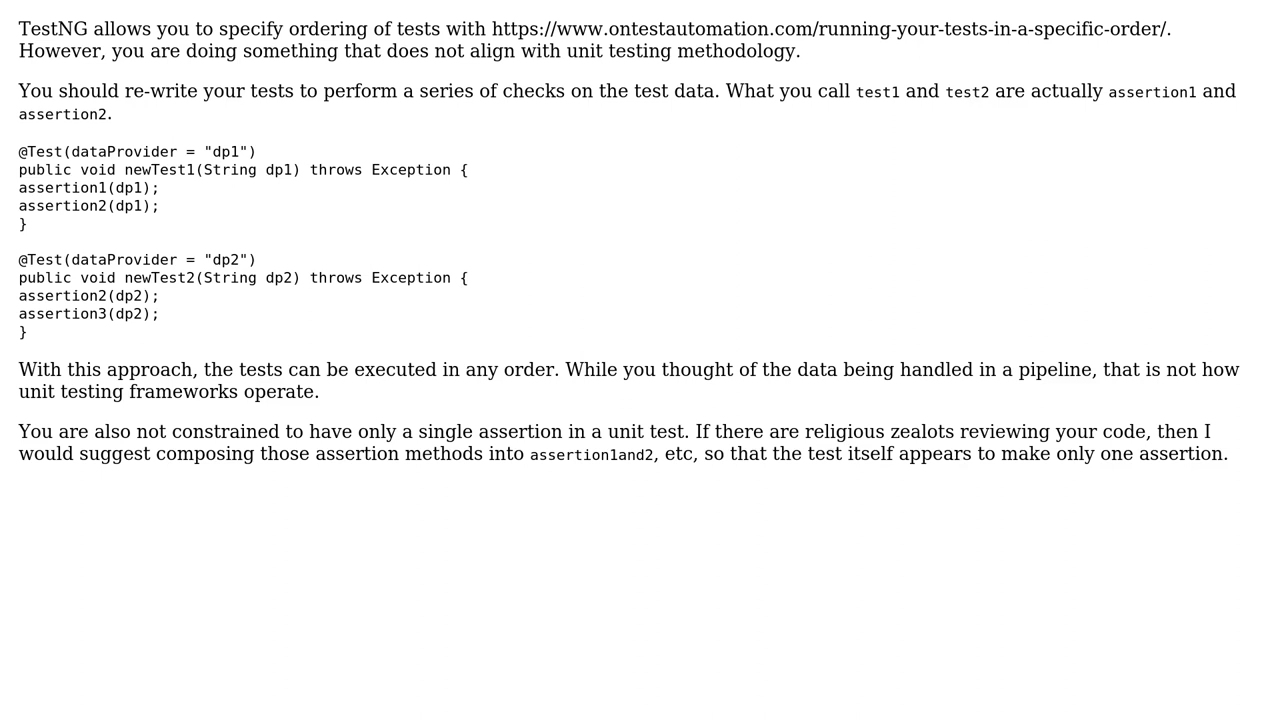 TestNG allows you to specify ordering of tests with https://www.ontestautomation.com/running-your-tests-in-a-specific-order/.
However, you are doing something that does not align with unit testing methodology.
You should re-write your tests to perform a series of checks on the test data. What you call test1 and test2 are actually assertion1 and
assertion2.
@Test(dataProvider = "dp1")
public void newTest1(String dp1) throws Exception {
assertion1(dp1);
assertion2(dp1);
}
@Test(dataProvider = "dp2")
public void newTest2(String dp2) throws Exception {
assertion2(dp2);
assertion3(dp2);
}
With this approach, the tests can be executed in any order. While you thought of the data being handled in a pipeline, that is not how
unit testing frameworks operate.
You are also not constrained to have only a single assertion in a unit test. If there are religious zealots reviewing your code, then I
would suggest composing those assertion methods into assertion1and2, etc, so that the test itself appears to make only one assertion.